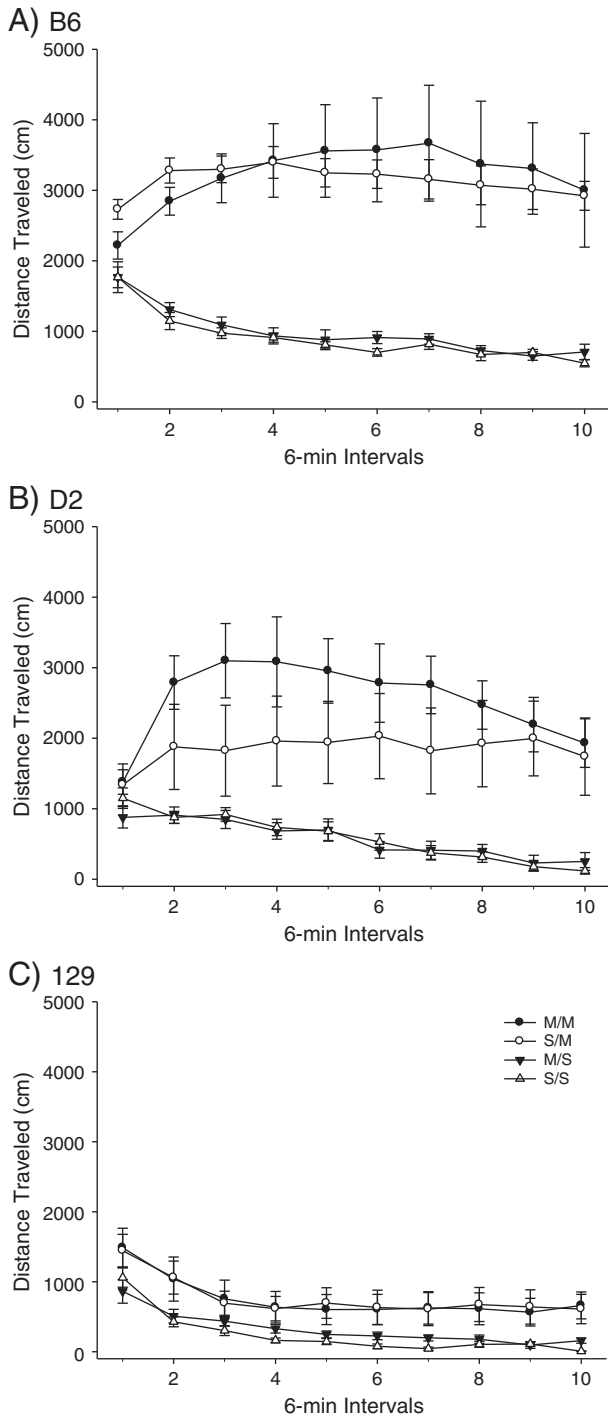 A) B6
5000
4000
3000
2000
1000
0
Distance Traveled (cm)
2 4 6 8 10
6-min Intervals
B) D2
5000
4000
3000
2000
1000
0
Distance Traveled (cm)
2 4 6 8 10
6-min Intervals
C) 129
5000
4000
3000
2000
1000
0
Distance Traveled (cm)
M/M
S/M
M/S
S/S
2 4 6 8 10
6-min Intervals